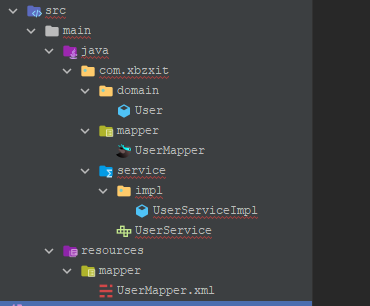 src
main
java
com.xbzxit
domain
User
mapper
UserMapper
service
impl
UserServiceImpl
UserService
resources
mapper
UserMapper.xml